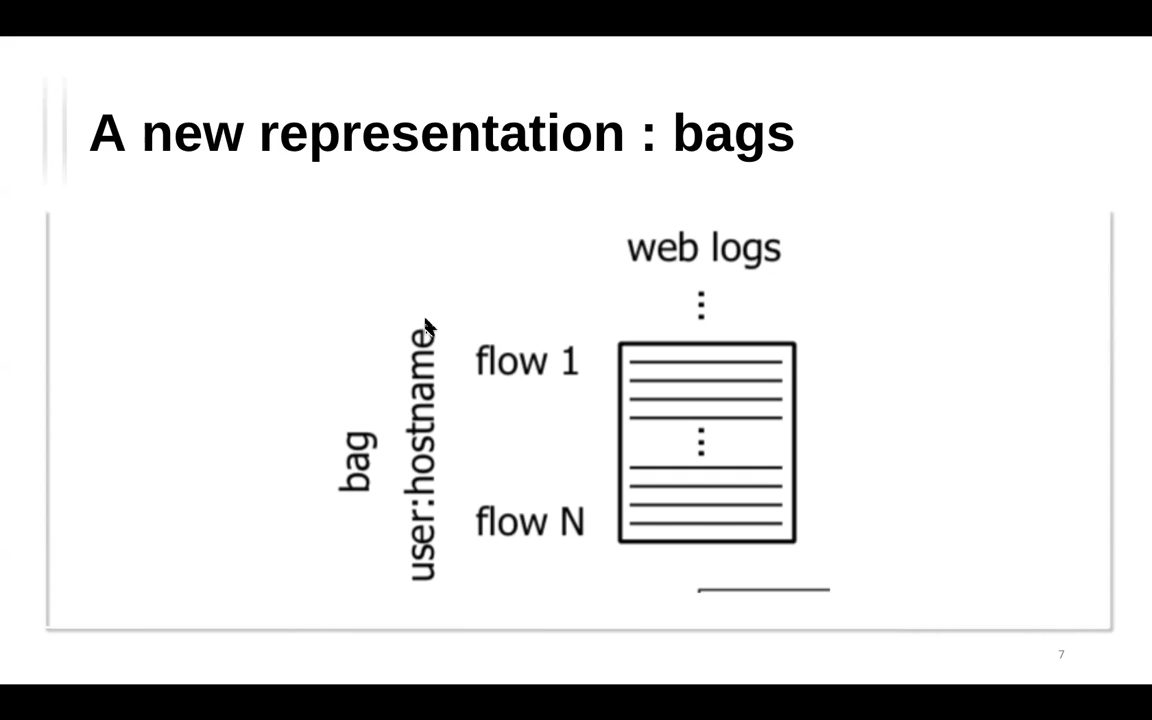 A new representation : bags
web logs
⋮
flow 1
bag
user:hostname
⋮
flow N
7